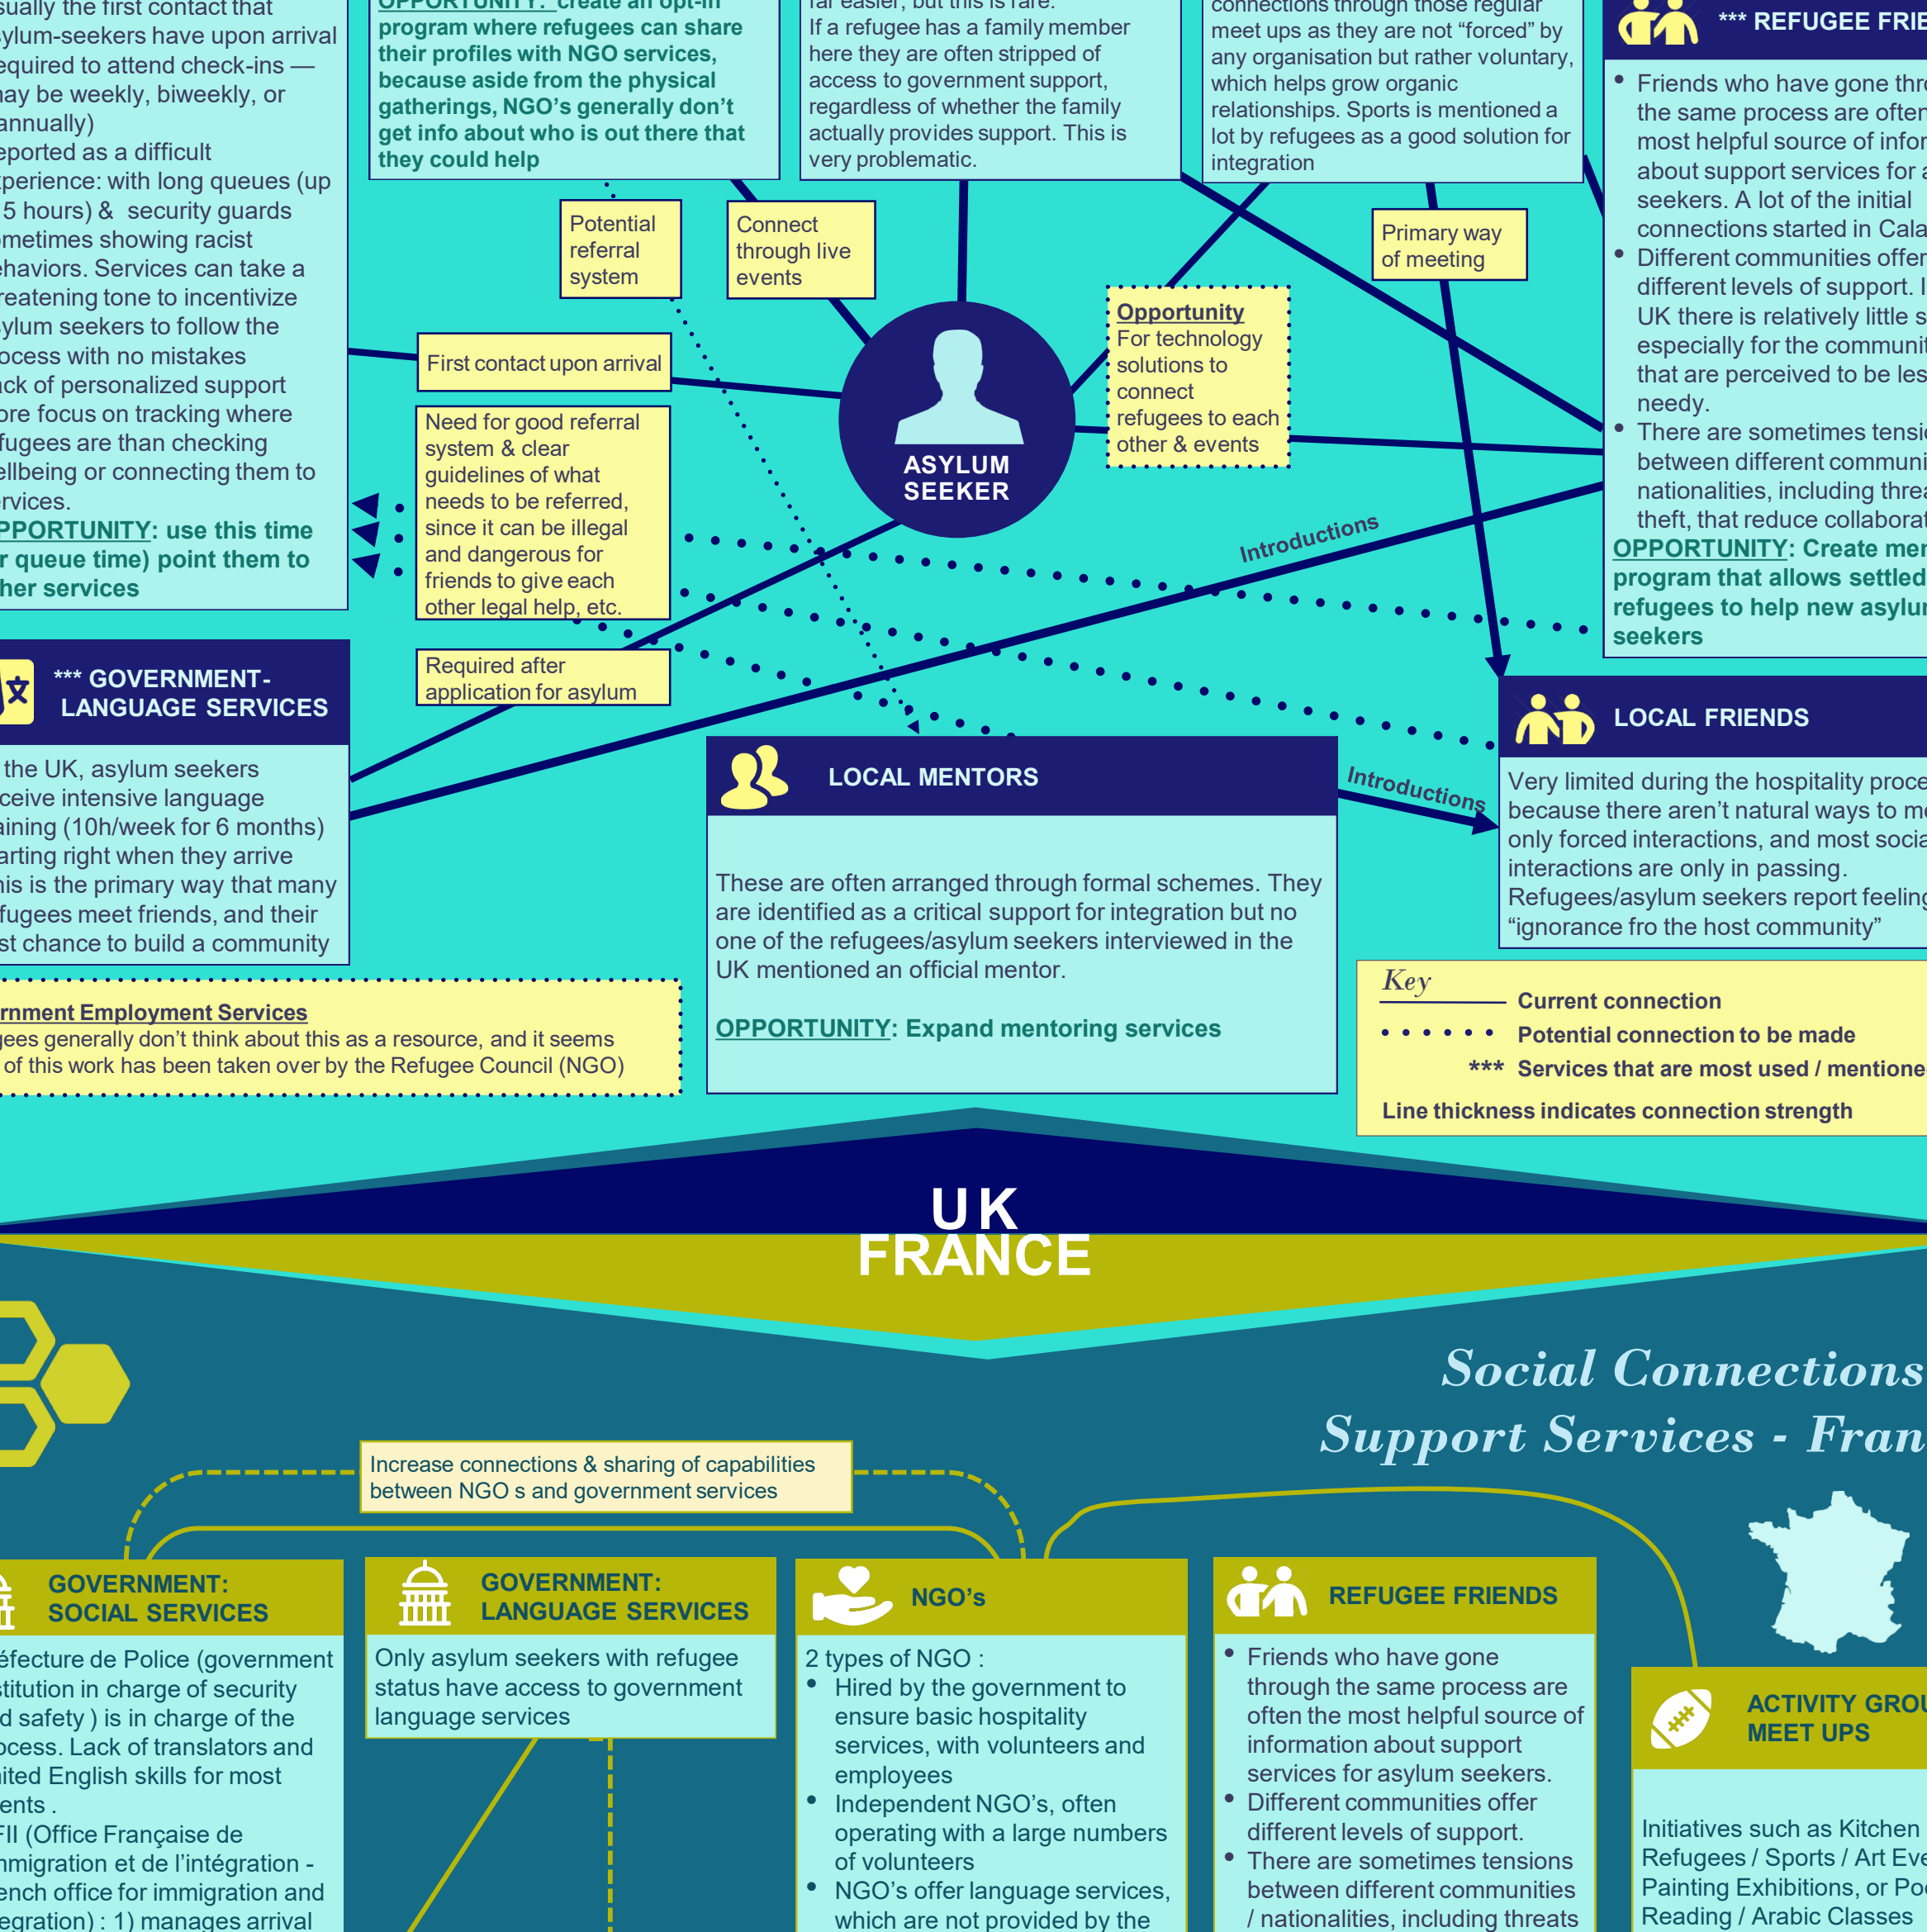 sually the first contact that
sylum-seekers have upon arrival
equired to attend check-ins —
may be weekly, biweekly, or
annually)
eported as a difficult
xperience: with long queues (up
5 hours) & security guards
ometimes showing racist
ehaviors. Services can take a
reatening tone to incentivize
sylum seekers to follow the
rocess with no mistakes
ack of personalized support
ore focus on tracking where
fugees are than checking
ellbeing or connecting them to
ervices.
PPORTUNITY: use this time
r queue time) point them to
her services
OPPORTUNITY: create an opt-in
program where refugees can share
their profiles with NGO services,
because aside from the physical
gatherings, NGO's generally don't
get info about who is out there that
they could help
far easier, but this is rare.
If a refugee has a family member
here they are often stripped of
access to government support,
regardless of whether the family
actually provides support. This is
very problematic.
connections through those regular
meet ups as they are not “forced” by
any organisation but rather voluntary,
which helps grow organic
relationships. Sports is mentioned a
lot by refugees as a good solution for
integration
*** REFUGEE FRIE
• Friends who have gone thr
the same process are often
most helpful source of infor
about support services for a
seekers. A lot of the initial
connections started in Cala
• Different communities offer
different levels of support. I
UK there is relatively little s
especially for the communit
that are perceived to be les
needy.
• There are sometimes tensio
between different communi
nationalities, including threa
theft, that reduce collaborat
OPPORTUNITY: Create men
program that allows settled
refugees to help new asylum
seekers
Potential
referral
system
Connect
through live
events
Primary way
of meeting
First contact upon arrival
Opportunity
For technology
solutions to
connect
refugees to each
other & events
Need for good referral
system & clear
guidelines of what
needs to be referred,
since it can be illegal
and dangerous for
friends to give each
other legal help, etc.
ASYLUM
SEEKER
Introductions
Required after
application for asylum
*** GOVERNMENT-
LANGUAGE SERVICES
the UK, asylum seekers
ceive intensive language
aining (10h/week for 6 months)
arting right when they arrive
his is the primary way that many
fugees meet friends, and their
st chance to build a community
LOCAL MENTORS
These are often arranged through formal schemes. They
are identified as a critical support for integration but no
one of the refugees/asylum seekers interviewed in the
UK mentioned an official mentor.
OPPORTUNITY: Expand mentoring services
Introductions
LOCAL FRIENDS
Very limited during the hospitality proce
because there aren't natural ways to me
only forced interactions, and most socia
interactions are only in passing.
Refugees/asylum seekers report feeling
“ignorance fro the host community”
rnment Employment Services
gees generally don't think about this as a resource, and it seems
of this work has been taken over by the Refugee Council (NGO)
Key
Current connection
Potential connection to be made
*** Services that are most used / mentione
Line thickness indicates connection strength
UK
FRANCE
Social Connections
Support Services - Fran
Increase connections & sharing of capabilities
between NGO s and government services
GOVERNMENT:
SOCIAL SERVICES
éfecture de Police (government
stitution in charge of security
d safety ) is in charge of the
ocess. Lack of translators and
ited English skills for most
ents .
FII (Office Française de
mmigration et de l'intégration -
ench office for immigration and
egration) : 1) manages arrival
GOVERNMENT:
LANGUAGE SERVICES
Only asylum seekers with refugee
status have access to government
language services
NGO's
2 types of NGO :
• Hired by the government to
ensure basic hospitality
services, with volunteers and
employees
• Independent NGO's, often
operating with a large numbers
of volunteers
• NGO's offer language services,
which are not provided by the
REFUGEE FRIENDS
• Friends who have gone
through the same process are
often the most helpful source of
information about support
services for asylum seekers.
• Different communities offer
different levels of support.
• There are sometimes tensions
between different communities
/ nationalities, including threats
ACTIVITY GROU
MEET UPS
Initiatives such as Kitchen
Refugees / Sports / Art Eve
Painting Exhibitions, or Poe
Reading / Arabic Classes